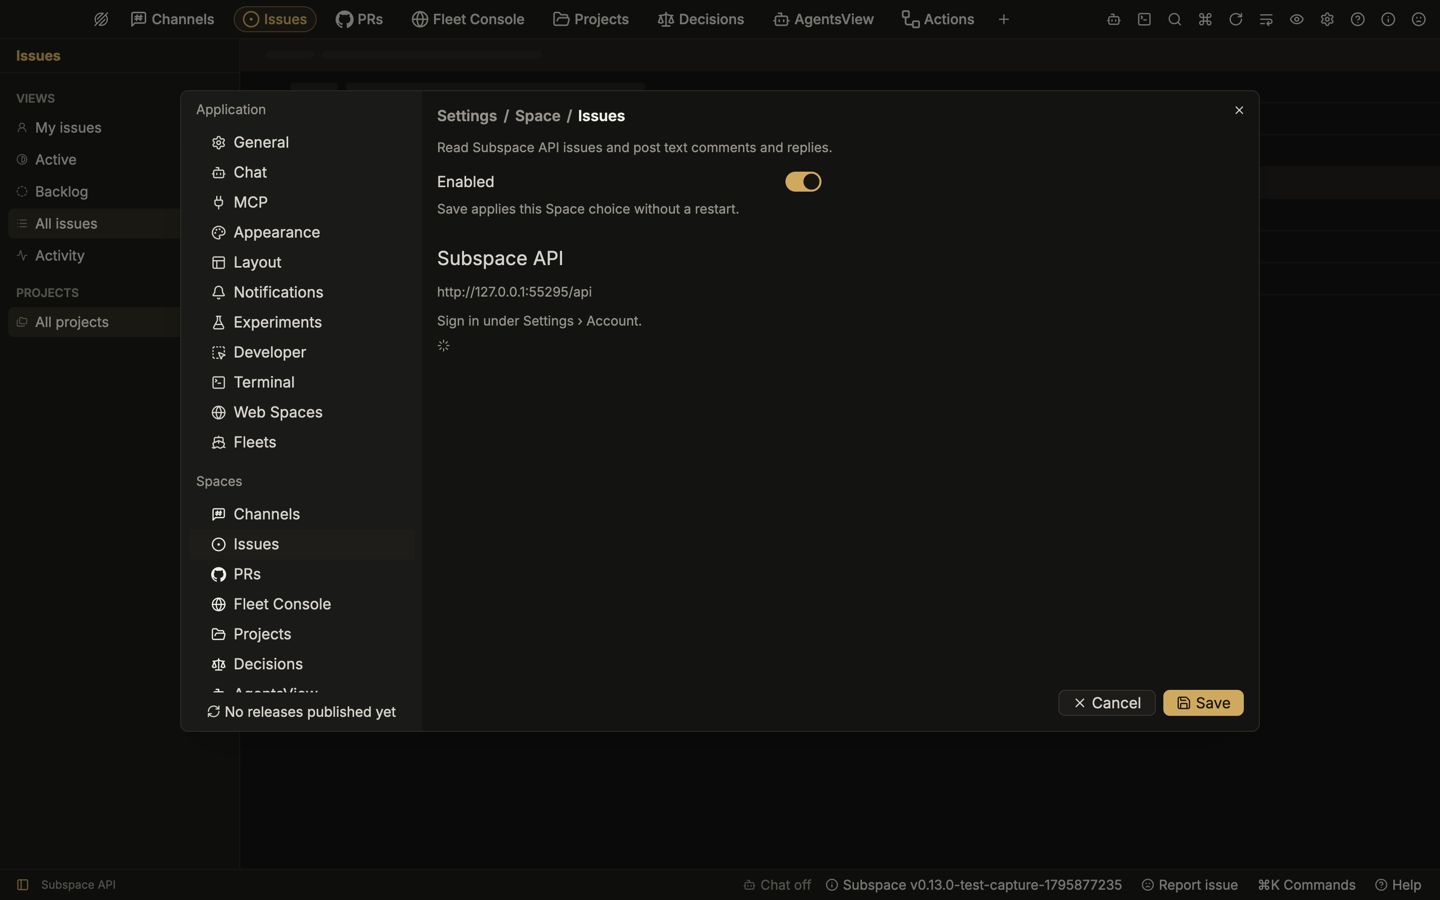 Channels
Issues
PRs
Fleet Console
Projects
Decisions
AgentsView
Actions
Issues
VIEWS
My issues
Active
Backlog
All issues
Activity
PROJECTS
All projects
Application
General
Chat
MCP
Appearance
Layout
Notifications
Experiments
Developer
Terminal
Web Spaces
Fleets
Spaces
Channels
Issues
PRs
Fleet Console
Projects
Decisions
AgentsView
No releases published yet
Settings / Space / Issues
Read Subspace API issues and post text comments and replies.
Enabled
Save applies this Space choice without a restart.
Subspace API
http://127.0.0.1:55295/api
Sign in under Settings › Account.
Cancel
Save
Subspace API
Chat off
Subspace v0.13.0-test-capture-1795877235
Report issue
⌘K Commands
Help